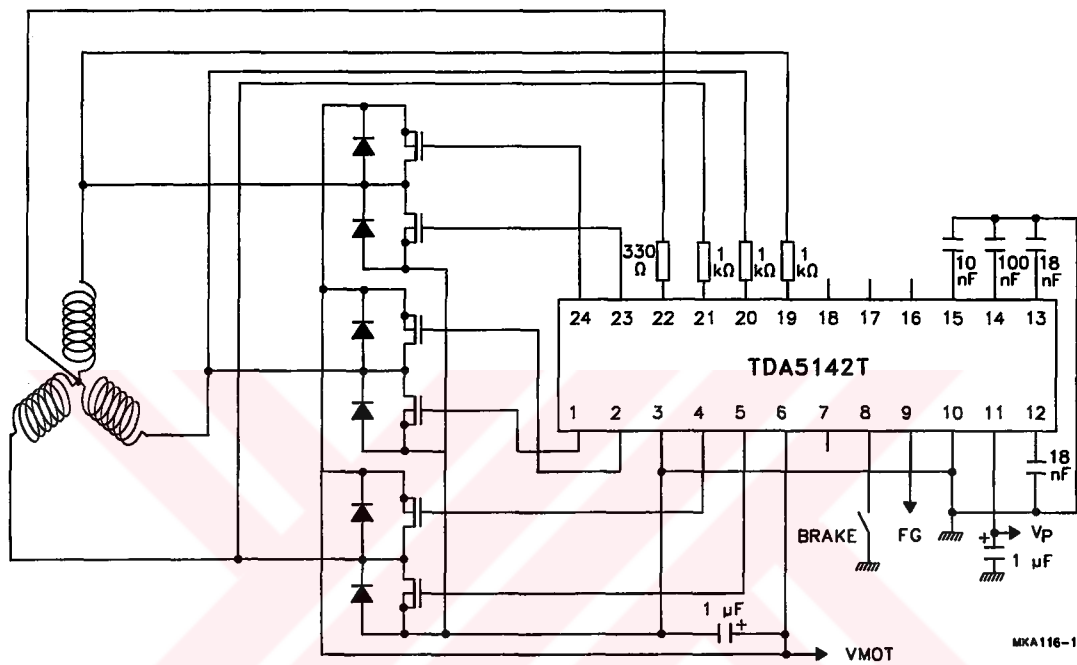 330 Ω
1 kΩ
1 kΩ
1 kΩ
10 nF
100 nF
18 nF
24 23 22 21 20 19 18 17 16 15 14 13
TDA5142T
1 2 3 4 5 6 7 8 9 10 11 12
18 nF
BRAKE
FG
+
VP
1 µF
1 µF
+
VMOT
MKA116-1